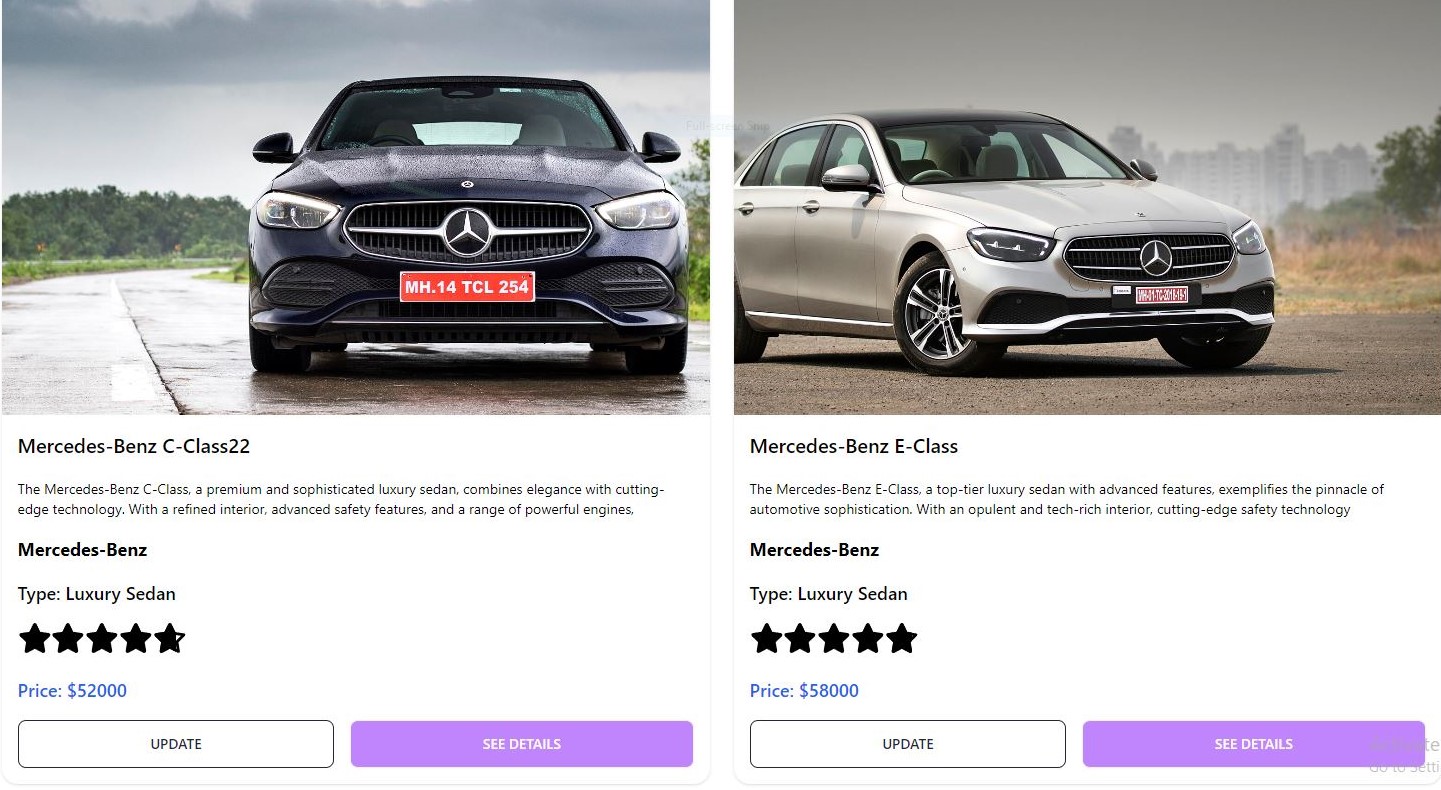 Full-screen Snip
MH.14 TCL 254
Mercedes-Benz C-Class22
The Mercedes-Benz C-Class, a premium and sophisticated luxury sedan, combines elegance with cutting-
edge technology. With a refined interior, advanced safety features, and a range of powerful engines,
Mercedes-Benz
Type: Luxury Sedan
Price: $52000
UPDATE
SEE DETAILS
Mercedes-Benz E-Class
The Mercedes-Benz E-Class, a top-tier luxury sedan with advanced features, exemplifies the pinnacle of
automotive sophistication. With an opulent and tech-rich interior, cutting-edge safety technology
Mercedes-Benz
Type: Luxury Sedan
Price: $58000
UPDATE
SEE DETAILS
Activate
Go to Setti